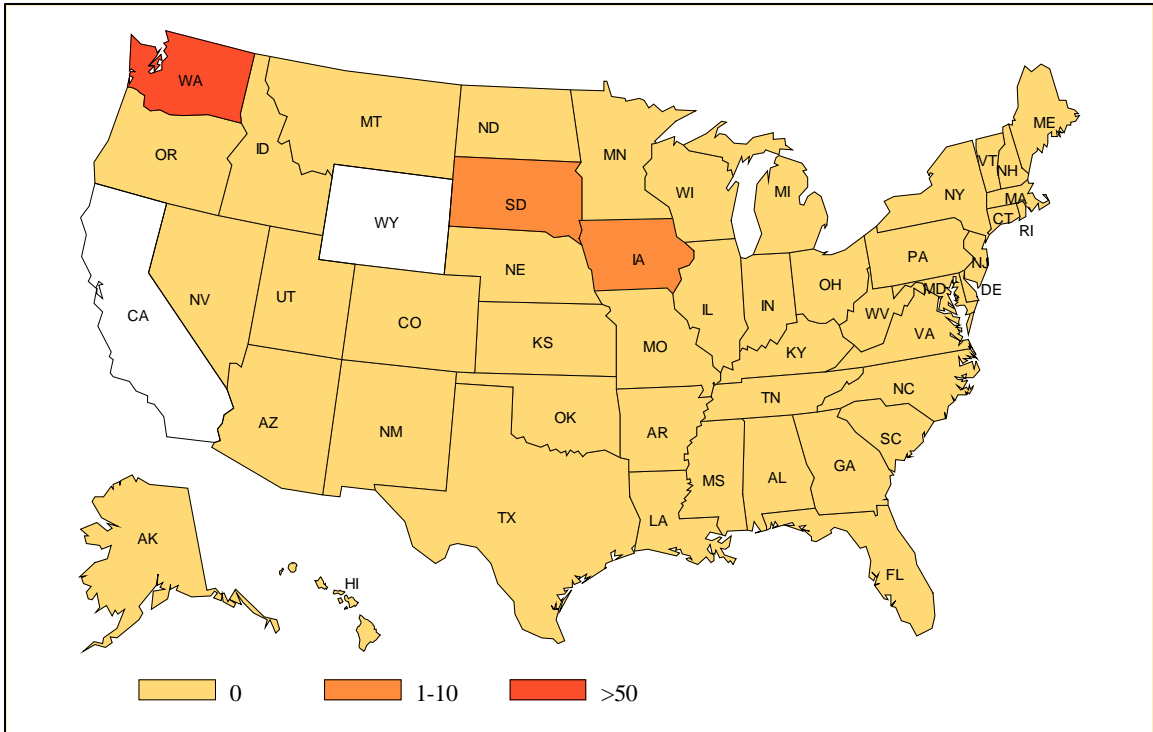 WA
MT
ND
ME
OR
ID
MN
VT
NH
WI
MI
NY
MA
SD
WY
CT
RI
IA
PA
NE
NJ
NV
UT
OH
MD
DE
CA
CO
IL
IN
WV
VA
KS
MO
KY
TN
NC
AZ
NM
OK
AR
SC
GA
MS
AL
TX
LA
AK
FL
HI
0
1-10
>50